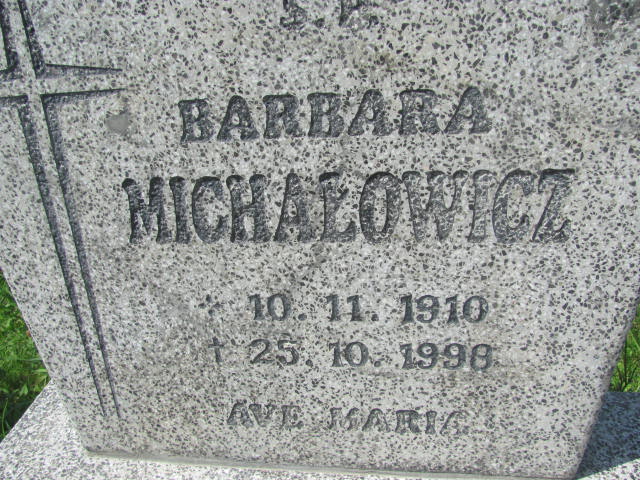 Ś. P.
BARBARA
MICHAŁOWICZ
* 10. 11. 1910
† 25. 10. 1998
AVE MARIA